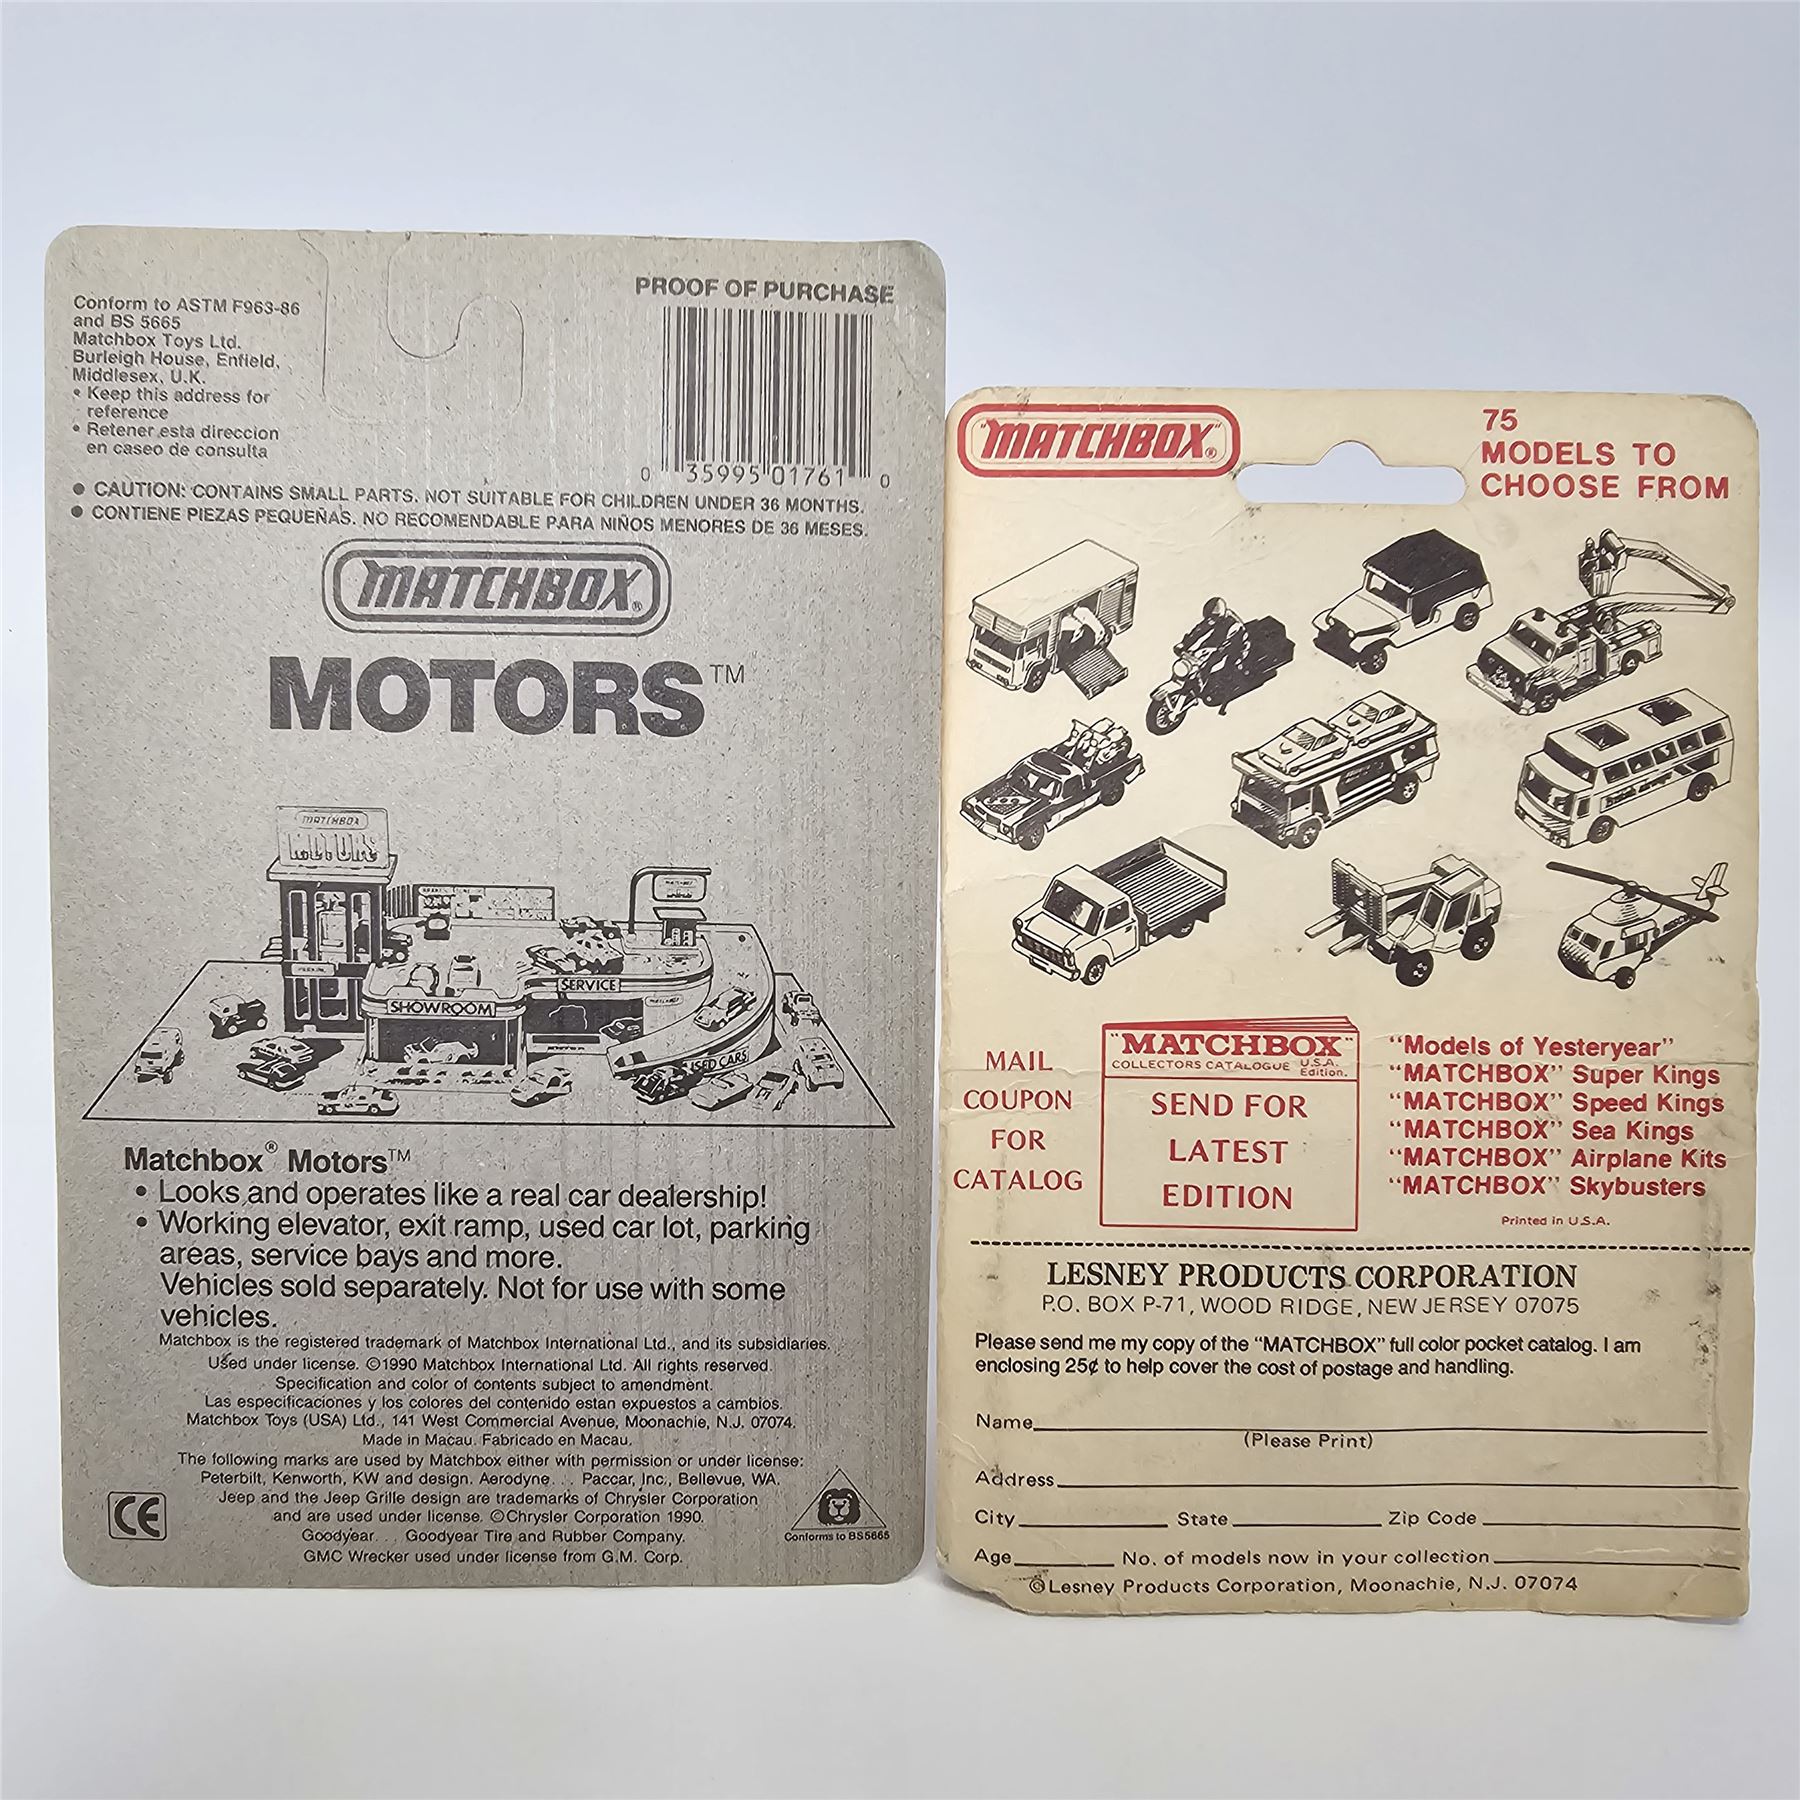 Conform to ASTM F963-86
and BS 5665
Matchbox Toys Ltd.
Burleigh House, Enfield,
Middlesex, U.K.
• Keep this address for
reference
• Retener esta direccion
en caseo de consulta
PROOF OF PURCHASE
0 35995 01761 0
• CAUTION: CONTAINS SMALL PARTS. NOT SUITABLE FOR CHILDREN UNDER 36 MONTHS.
• CONTIENE PIEZAS PEQUEÑAS. NO RECOMENDABLE PARA NIÑOS MENORES DE 36 MESES.
MATCHBOX®
MOTORS™
MATCHBOX
MOTORS
SHOWROOM
SERVICE
MATCHBOX
USED CARS
Matchbox® Motors™
• Looks and operates like a real car dealership!
• Working elevator, exit ramp, used car lot, parking
areas, service bays and more.
Vehicles sold separately. Not for use with some
vehicles.
Matchbox is the registered trademark of Matchbox International Ltd., and its subsidiaries.
Used under license. ©1990 Matchbox International Ltd. All rights reserved.
Specification and color of contents subject to amendment.
Las especificaciones y los colores del contenido estan expuestos a cambios.
Matchbox Toys (USA) Ltd., 141 West Commercial Avenue, Moonachie, N.J. 07074.
Made in Macau. Fabricado en Macau.
The following marks are used by Matchbox either with permission or under license:
Peterbilt, Kenworth, KW and design. Aerodyne... Paccar, Inc., Bellevue, WA.
Jeep and the Jeep Grille design are trademarks of Chrysler Corporation
and are used under license. ©Chrysler Corporation 1990.
Goodyear... Goodyear Tire and Rubber Company.
GMC Wrecker used under license from G.M. Corp.
CE
Conforms to BS5665
"MATCHBOX"®
75
MODELS TO
CHOOSE FROM
MAIL
COUPON
FOR
CATALOG
"MATCHBOX"
COLLECTORS CATALOGUE U.S.A. Edition.
SEND FOR
LATEST
EDITION
"Models of Yesteryear"
"MATCHBOX" Super Kings
"MATCHBOX" Speed Kings
"MATCHBOX" Sea Kings
"MATCHBOX" Airplane Kits
"MATCHBOX" Skybusters
Printed in U.S.A.
LESNEY PRODUCTS CORPORATION
P.O. BOX P-71, WOOD RIDGE, NEW JERSEY 07075
Please send me my copy of the "MATCHBOX" full color pocket catalog. I am
enclosing 25¢ to help cover the cost of postage and handling.
Name
(Please Print)
Address
City State Zip Code
Age No. of models now in your collection
©Lesney Products Corporation, Moonachie, N.J. 07074